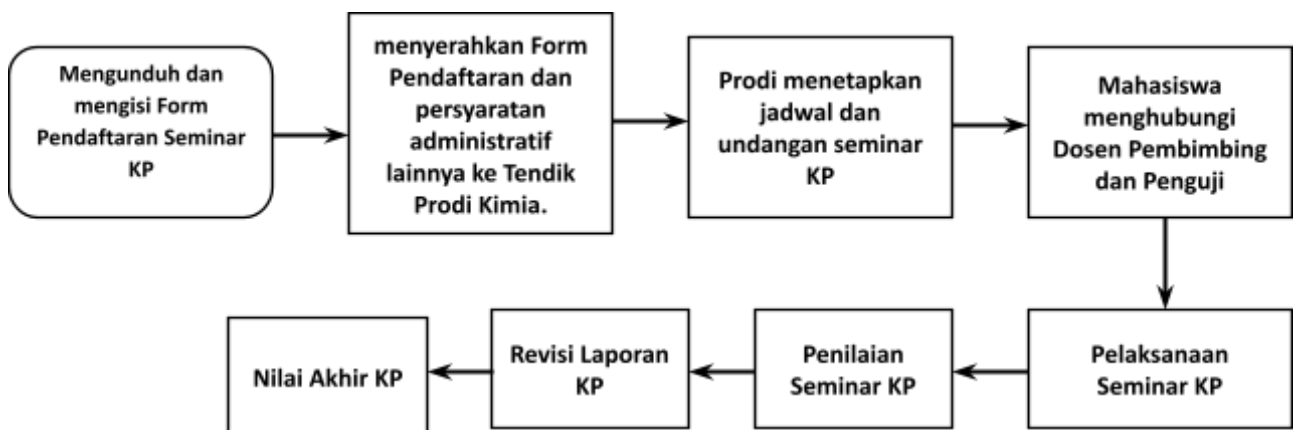 Mengunduh dan
mengisi Form
Pendaftaran Seminar
KP
menyerahkan Form
Pendaftaran dan
persyaratan
administratif
lainnya ke Tendik
Prodi Kimia.
Prodi menetapkan
jadwal dan
undangan seminar
KP
Mahasiswa
menghubungi
Dosen Pembimbing
dan Penguji
Pelaksanaan
Seminar KP
Penilaian
Seminar KP
Revisi Laporan
KP
Nilai Akhir KP